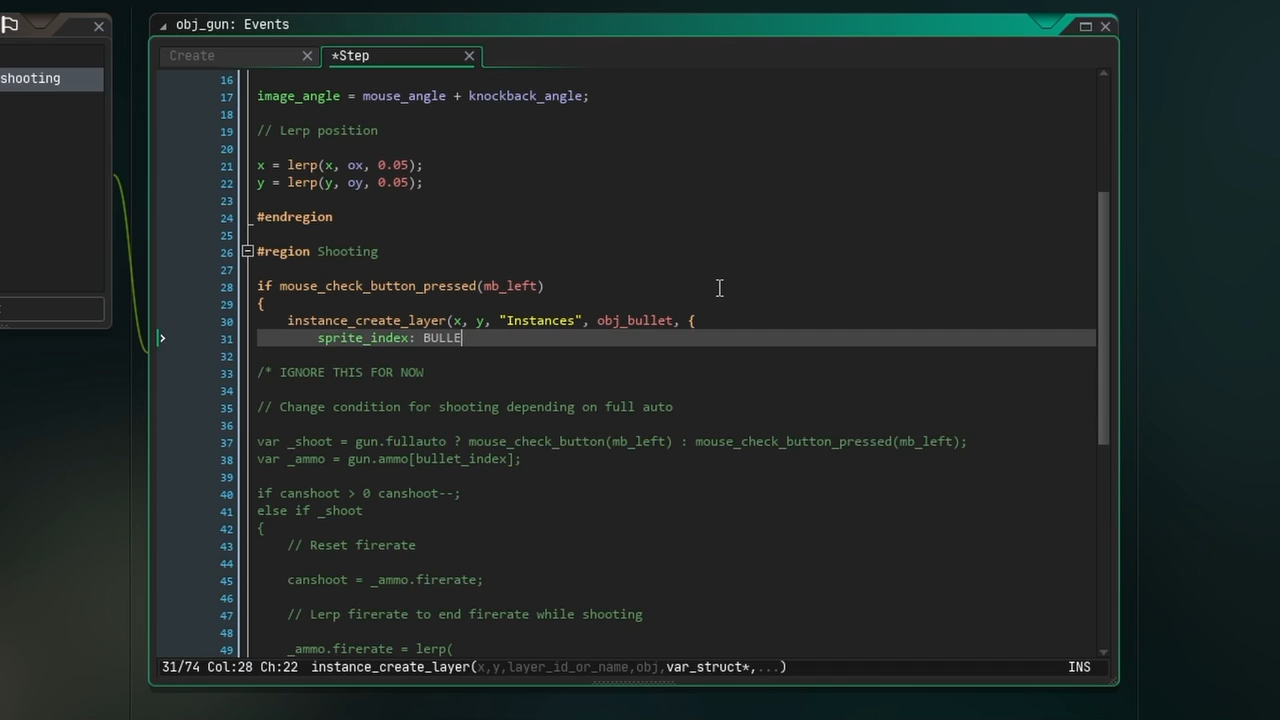 obj_gun: Events
shooting
Create
*Step
16
17 image_angle = mouse_angle + knockback_angle;
18
19 // Lerp position
20
21 x = lerp(x, ox, 0.05);
22 y = lerp(y, oy, 0.05);
23
24 #endregion
25
26 #region Shooting
27
28 if mouse_check_button_pressed(mb_left)
29 {
30 instance_create_layer(x, y, "Instances", obj_bullet, {
31 sprite_index: BULLE
32
33 /* IGNORE THIS FOR NOW
34
35 // Change condition for shooting depending on full auto
36
37 var _shoot = gun.fullauto ? mouse_check_button(mb_left) : mouse_check_button_pressed(mb_left);
38 var _ammo = gun.ammo[bullet_index];
39
40 if canshoot > 0 canshoot--;
41 else if _shoot
42 {
43 // Reset firerate
44
45 canshoot = _ammo.firerate;
46
47 // Lerp firerate to end firerate while shooting
48
49 _ammo.firerate = lerp(
31/74 Col:28 Ch:22 instance_create_layer(x,y,layer_id_or_name,obj,var_struct*,...) INS